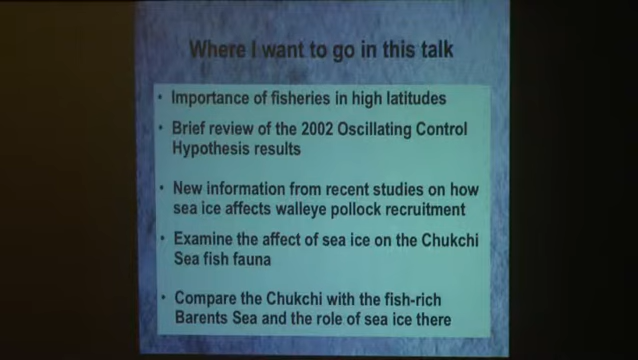 Where I want to go in this talk
• Importance of fisheries in high latitudes
• Brief review of the 2002 Oscillating Control
Hypothesis results
• New information from recent studies on how
sea ice affects walleye pollock recruitment
• Examine the affect of sea ice on the Chukchi
Sea fish fauna
• Compare the Chukchi with the fish-rich
Barents Sea and the role of sea ice there